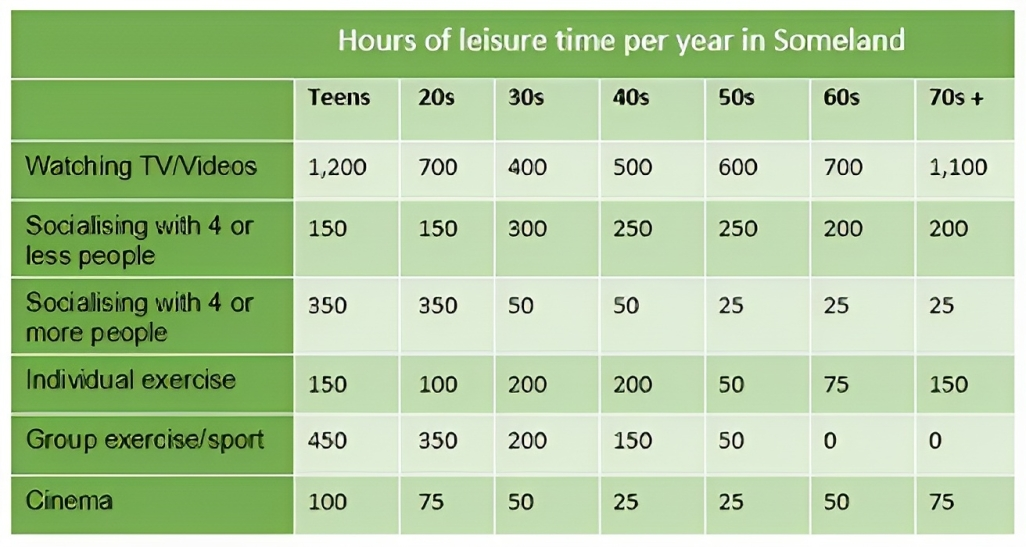 Hours of leisure time per year in Someland
Teens 20s 30s 40s 50s 60s 70s +
Watching TV/Videos 1,200 700 400 500 600 700 1,100
Socialising with 4 or less people 150 150 300 250 250 200 200
Socialising with 4 or more people 350 350 50 50 25 25 25
Individual exercise 150 100 200 200 50 75 150
Group exercise/sport 450 350 200 150 50 0 0
Cinema 100 75 50 25 25 50 75